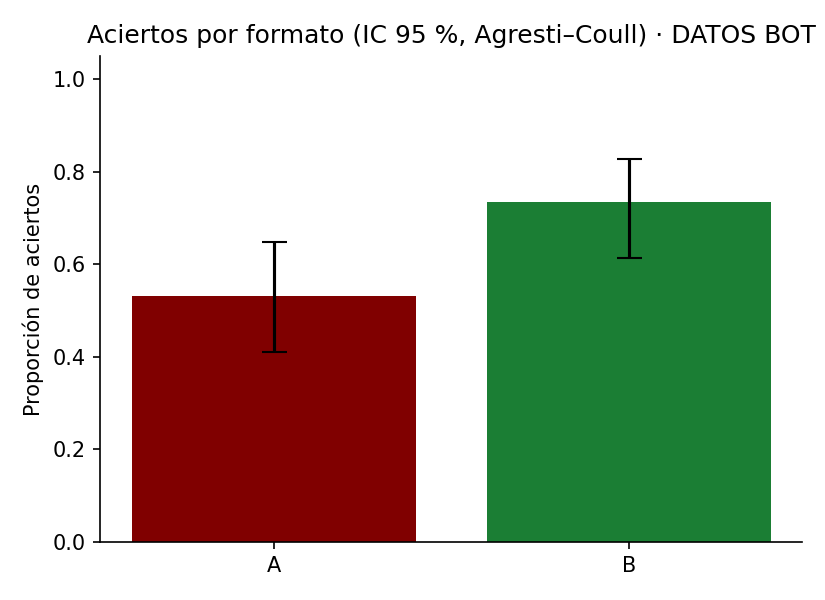 Aciertos por formato (IC 95 %, Agresti–Coull) · DATOS BOT
1.0
0.8
0.6
0.4
0.2
0.0
Proporción de aciertos
A
B